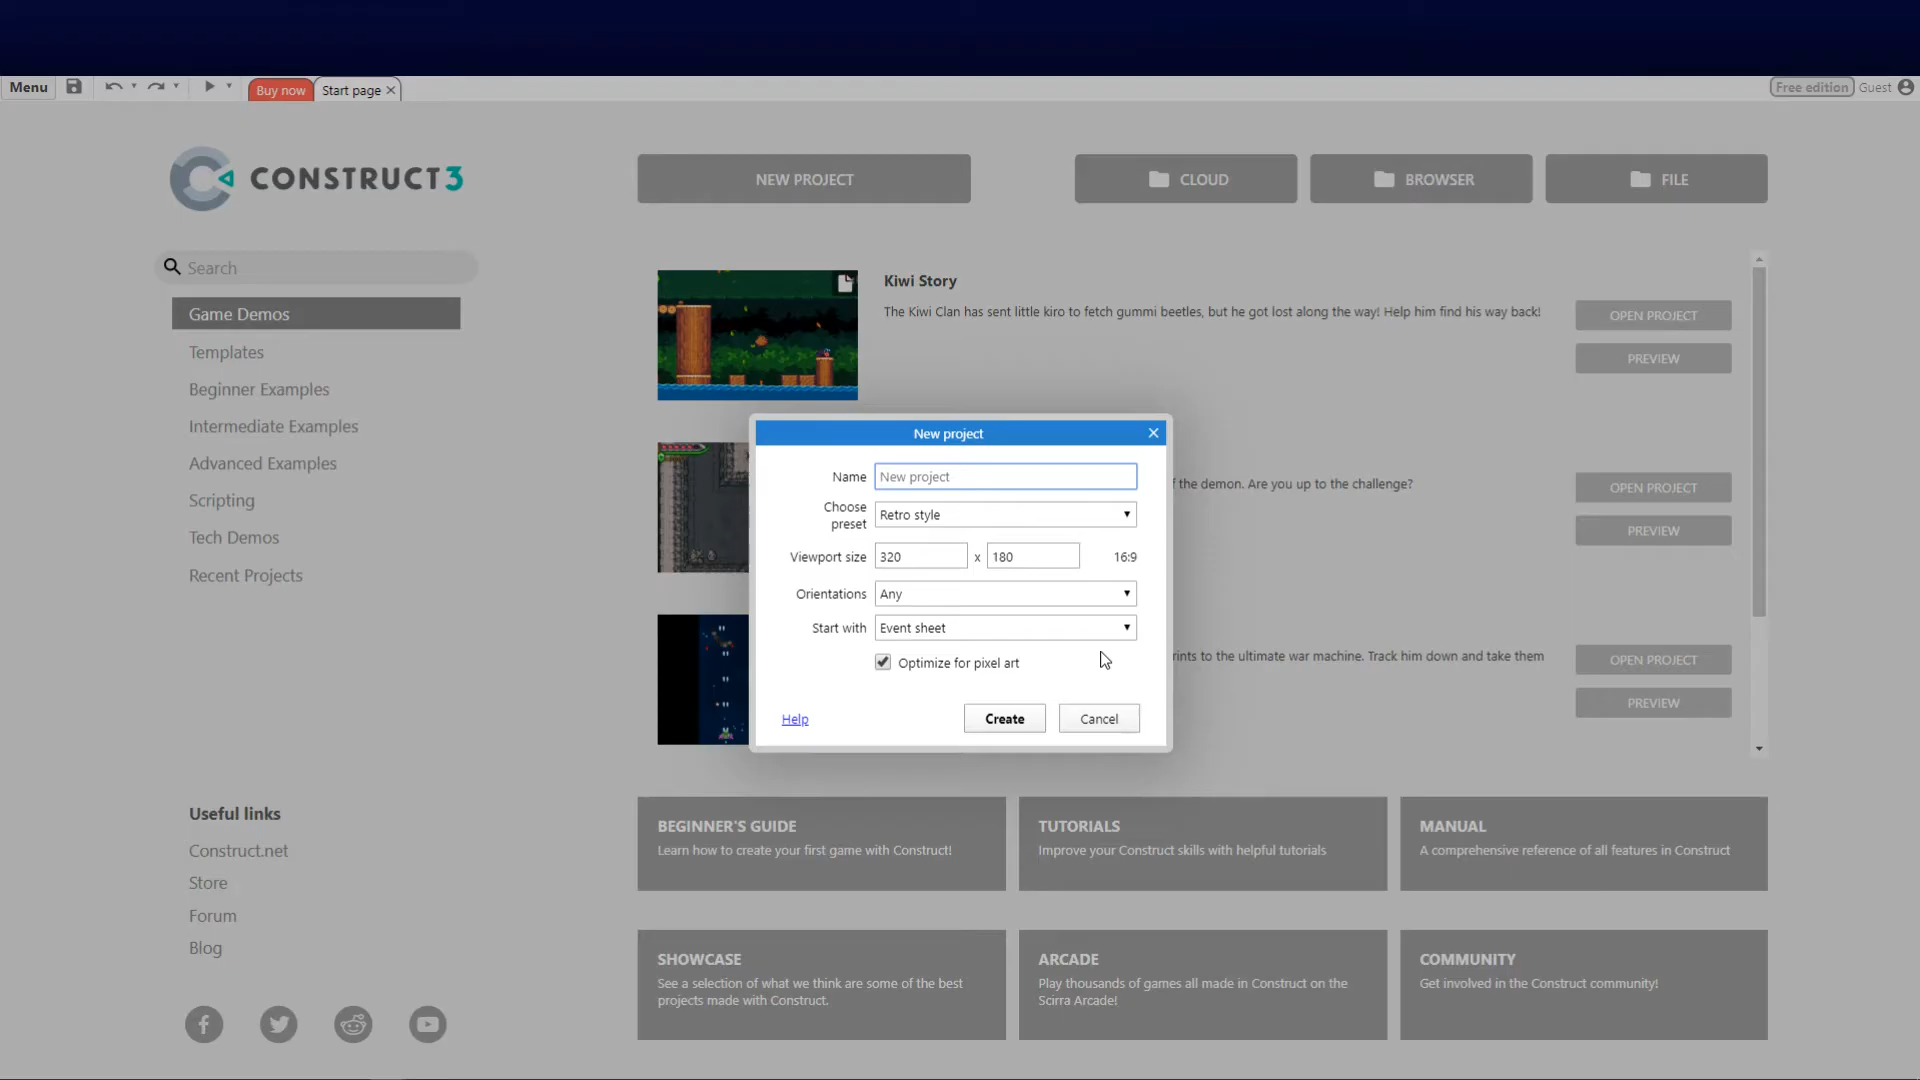 Menu
Buy now
Start page
Free edition
Guest
CONSTRUCT 3
NEW PROJECT
CLOUD
BROWSER
FILE
Search
Game Demos
Templates
Beginner Examples
Intermediate Examples
Advanced Examples
Scripting
Tech Demos
Recent Projects
Kiwi Story
The Kiwi Clan has sent little kiro to fetch gummi beetles, but he got lost along the way! Help him find his way back!
OPEN PROJECT
PREVIEW
f the demon. Are you up to the challenge?
OPEN PROJECT
PREVIEW
rints to the ultimate war machine. Track him down and take them
OPEN PROJECT
PREVIEW
New project
Name
New project
Choose
preset
Retro style
Viewport size
320
x
180
16:9
Orientations
Any
Start with
Event sheet
Optimize for pixel art
Help
Create
Cancel
Useful links
Construct.net
Store
Forum
Blog
BEGINNER'S GUIDE
Learn how to create your first game with Construct!
TUTORIALS
Improve your Construct skills with helpful tutorials
MANUAL
A comprehensive reference of all features in Construct
SHOWCASE
See a selection of what we think are some of the best
projects made with Construct.
ARCADE
Play thousands of games all made in Construct on the
Scirra Arcade!
COMMUNITY
Get involved in the Construct community!